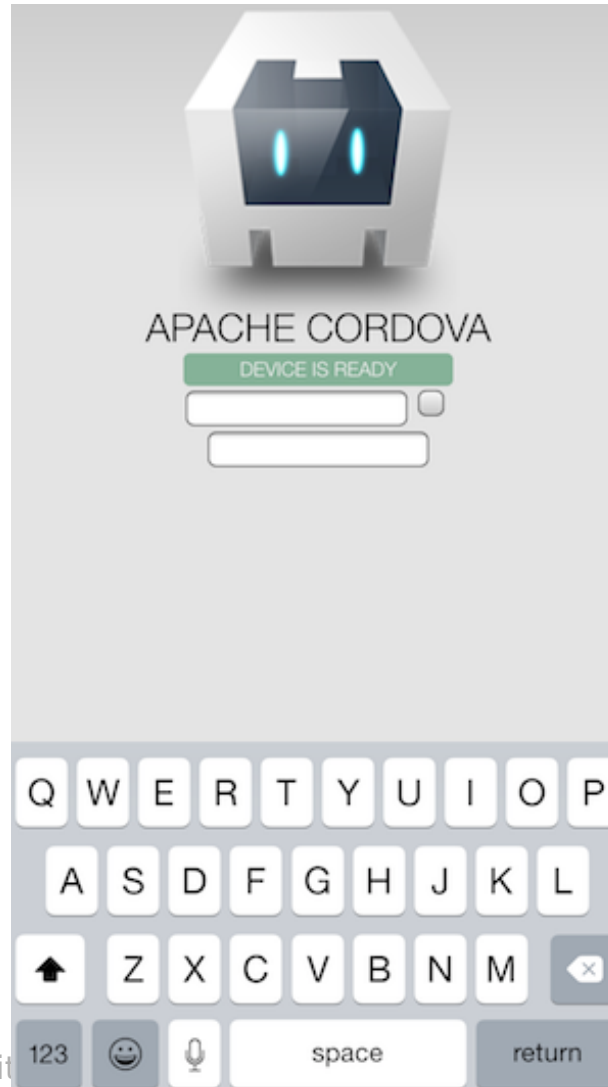 APACHE CORDOVA
DEVICE IS READY
Q W E R T Y U I O P
A S D F G H J K L
Z X C V B N M
123 space return